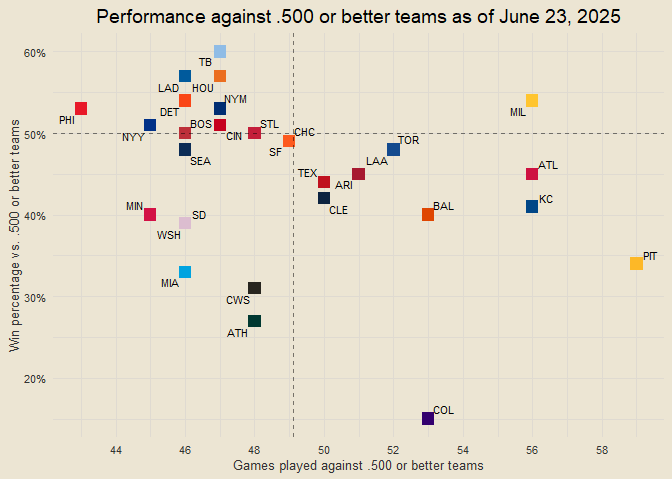 Performance against .500 or better teams as of June 23, 2025
Win percentage vs. .500 or better teams
60%
50%
40%
30%
20%
TB
LAD
HOU
DET
NYM
PHI
NYY
BOS
CIN
STL
CHC
SF
SEA
TOR
MIL
LAA
ATL
TEX
ARI
CLE
KC
BAL
MIN
SD
WSH
PIT
MIA
CWS
ATH
COL
44
46
48
50
52
54
56
58
Games played against .500 or better teams